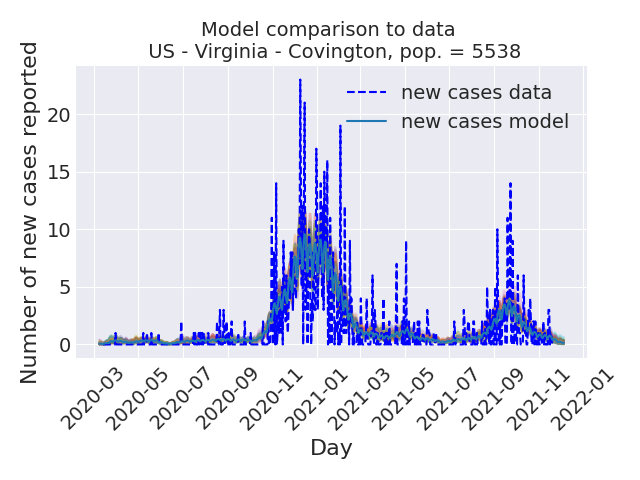 Model comparison to data
US - Virginia - Covington, pop. = 5538
Number of new cases reported
new cases data
new cases model
20
15
10
5
0
2020-03
2020-05
2020-07
2020-09
2020-11
2021-01
2021-03
2021-05
2021-07
2021-09
2021-11
2022-01
Day